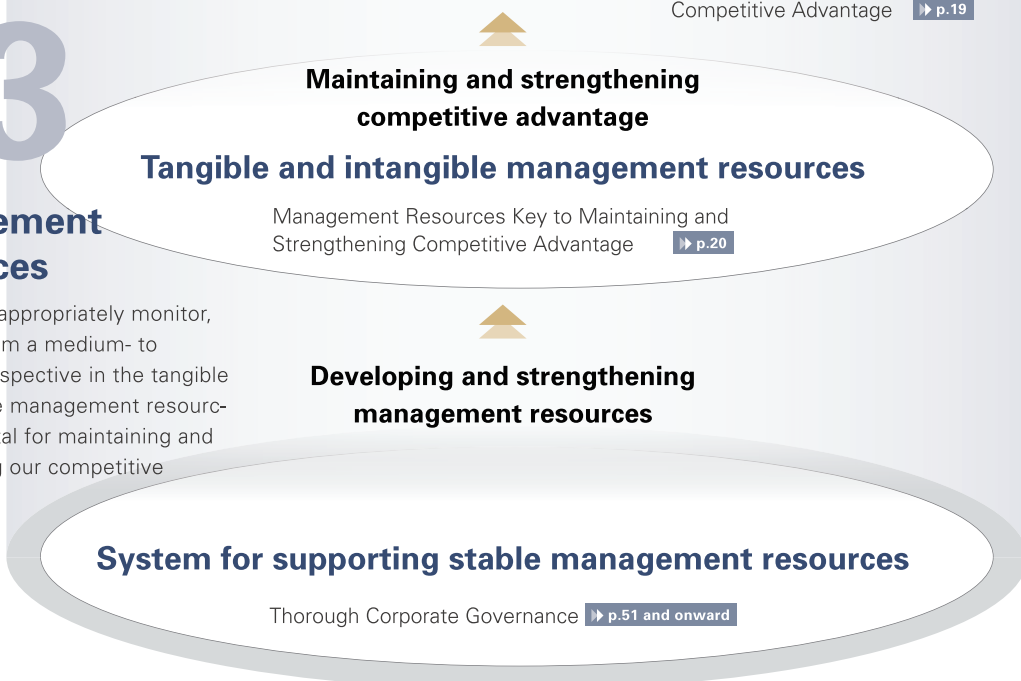 Competitive Advantage p.19
3
Maintaining and strengthening
competitive advantage
Tangible and intangible management resources
Management Resources Key to Maintaining and
Strengthening Competitive Advantage p.20
ement
ces
appropriately monitor,
m a medium- to
spective in the tangible
e management resourc-
tal for maintaining and
g our competitive
Developing and strengthening
management resources
System for supporting stable management resources
Thorough Corporate Governance p.51 and onward